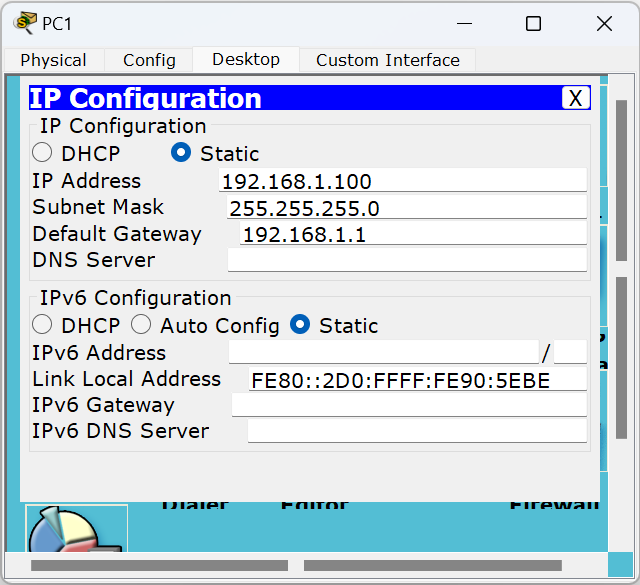 PC1
Physical Config Desktop Custom Interface
IP Configuration X
IP Configuration
DHCP Static
IP Address 192.168.1.100
Subnet Mask 255.255.255.0
Default Gateway 192.168.1.1
DNS Server
IPv6 Configuration
DHCP Auto Config Static
IPv6 Address /
Link Local Address FE80::2D0:FFFF:FE90:5EBE
IPv6 Gateway
IPv6 DNS Server
Dialer Editor Firewall